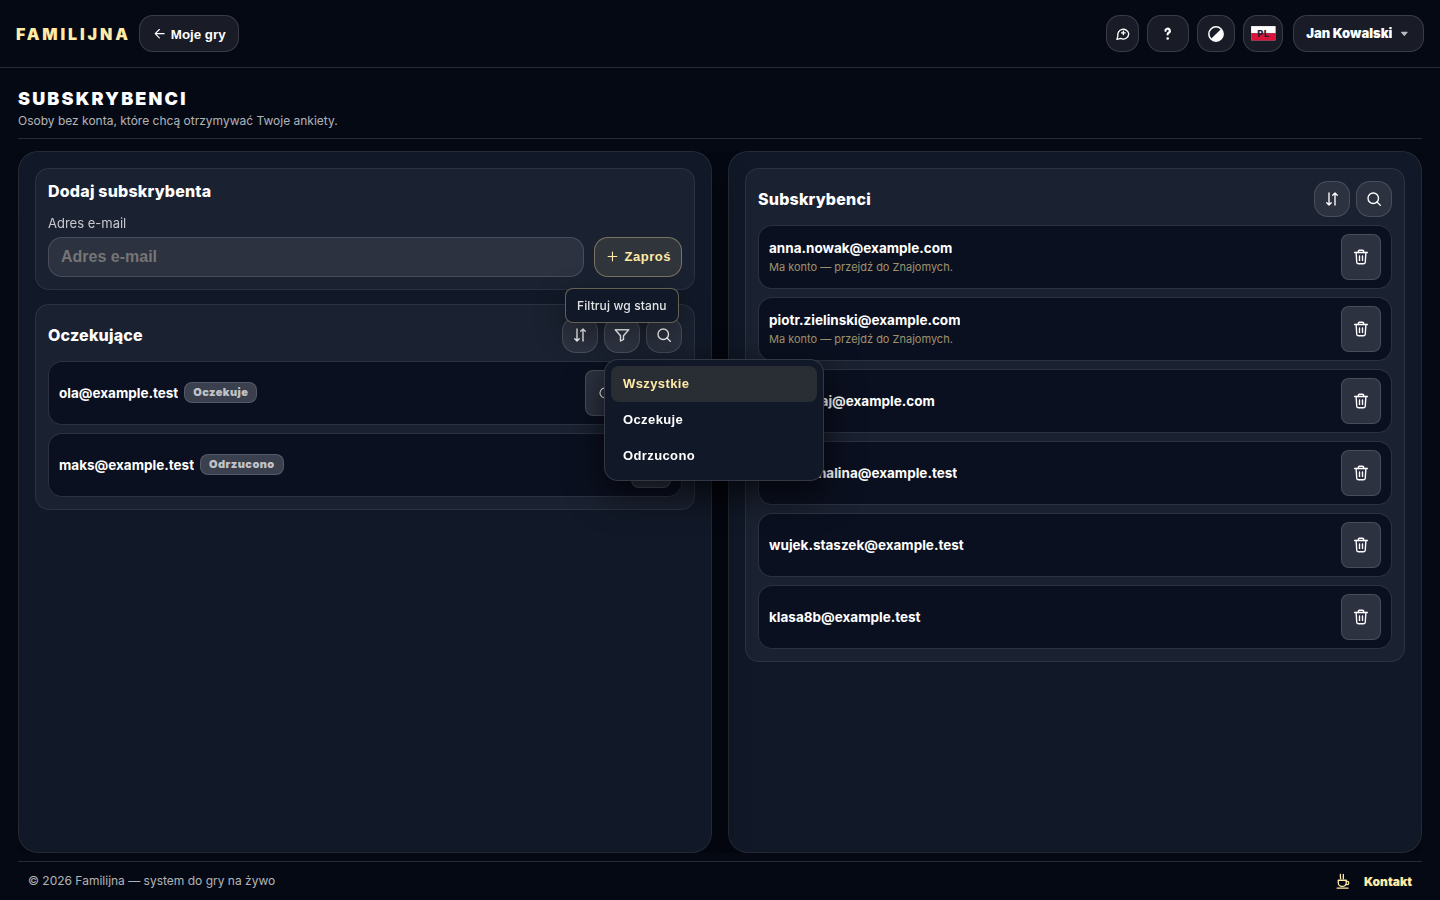 FAMILIJNA
Moje gry
?
PL
Jan Kowalski
SUBSKRYBENCI
Osoby bez konta, które chcą otrzymywać Twoje ankiety.
Dodaj subskrybenta
Adres e-mail
Adres e-mail
+ Zaproś
Filtruj wg stanu
Oczekujące
ola@example.test Oczekuje
maks@example.test Odrzucono
Wszystkie
Oczekuje
Odrzucono
Subskrybenci
anna.nowak@example.com
Ma konto — przejdź do Znajomych.
piotr.zielinski@example.com
Ma konto — przejdź do Znajomych.
@example.com
@example.test
wujek.staszek@example.test
klasa8b@example.test
© 2026 Familijna — system do gry na żywo
Kontakt